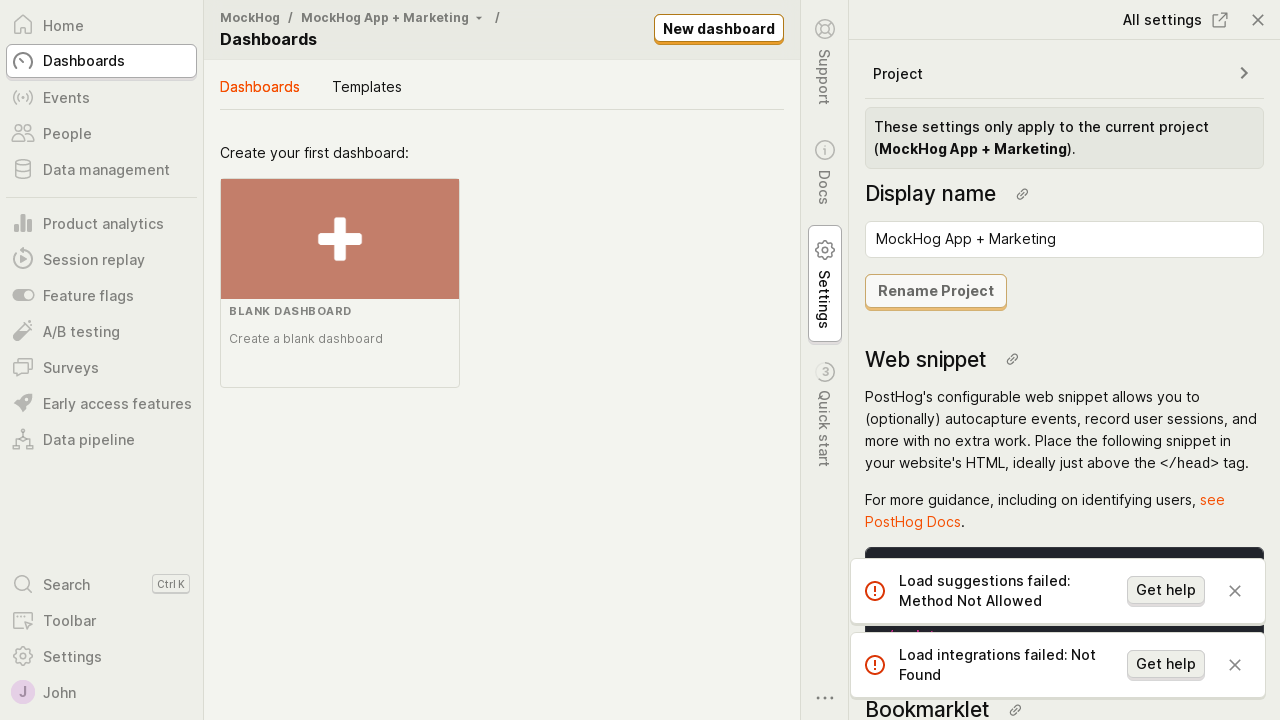 Home
Dashboards
Events
People
Data management
Product analytics
Session replay
Feature flags
A/B testing
Surveys
Early access features
Data pipeline
Search Ctrl K
Toolbar
Settings
J John
MockHog / MockHog App + Marketing /
Dashboards
New dashboard
Dashboards Templates
Create your first dashboard:
BLANK DASHBOARD
Create a blank dashboard
Support
Docs
Settings
3 Quick start
All settings
Project
These settings only apply to the current project
(MockHog App + Marketing).
Display name
MockHog App + Marketing
Rename Project
Web snippet
PostHog's configurable web snippet allows you to
(optionally) autocapture events, record user sessions, and
more with no extra work. Place the following snippet in
your website's HTML, ideally just above the </head> tag.
For more guidance, including on identifying users, see
PostHog Docs.
Load suggestions failed:
Method Not Allowed
Get help
Load integrations failed: Not
Found
Get help
Bookmarklet